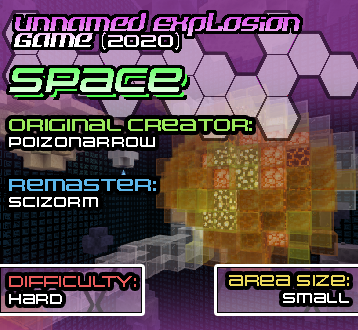 UNNAMED EXPLOSION
GAME (2020)
SPACE
ORIGINAL CREATOR:
POIZONARROW
REMASTER:
SCIZORM
DIFFICULTY:
HARD
AREA SIZE:
SMALL